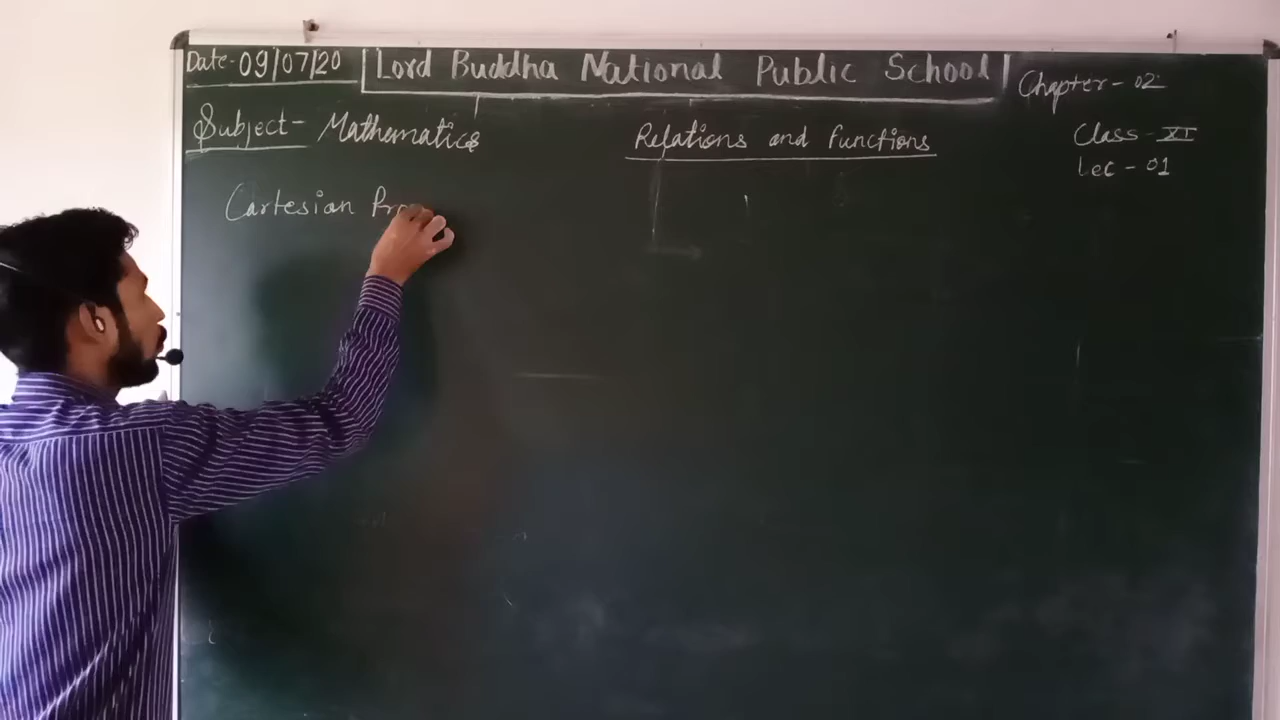 Date-09/07/20
Lord Buddha National Public School
Chapter-02
Subject- Mathematics
Relations and Functions
Class-XI
Lec-01
Cartesian